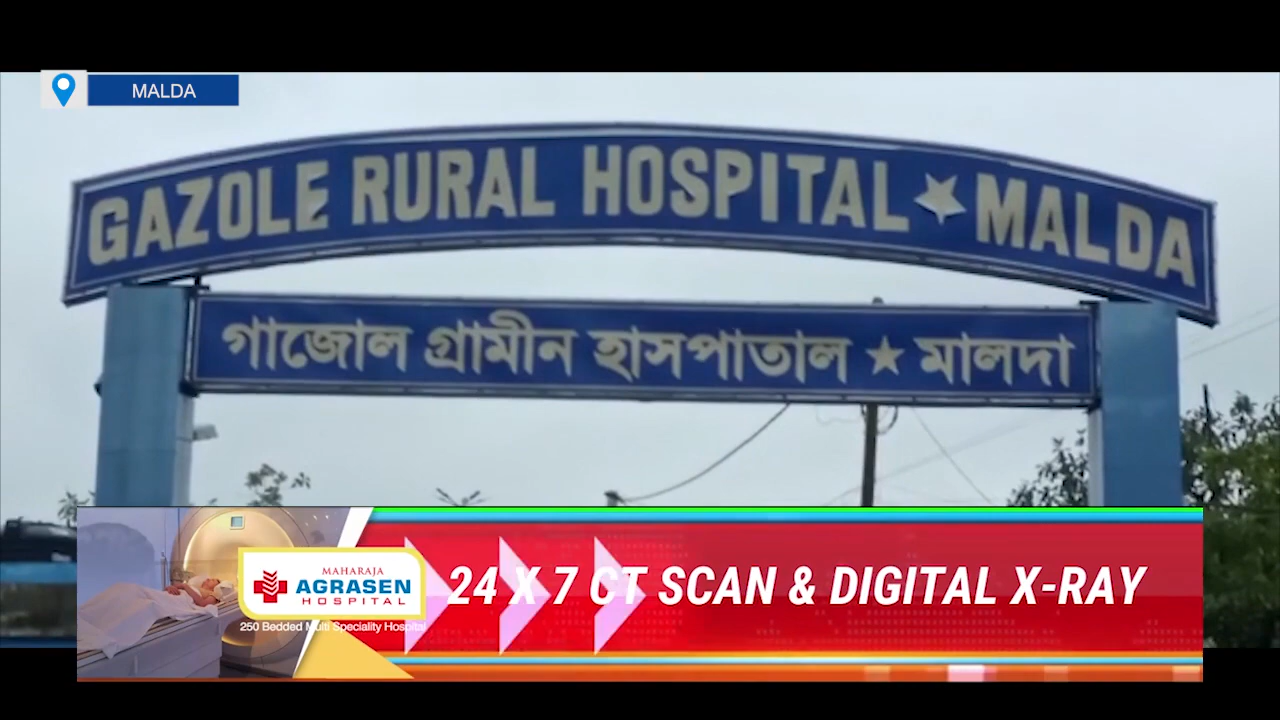 MALDA
GAZOLE RURAL HOSPITAL ★ MALDA
গাজোল গ্রামীন হাসপাতাল ★ মালদা
MAHARAJA
AGRASEN
HOSPITAL
250 Bedded Multi Speciality Hospital
24 X 7 CT SCAN & DIGITAL X-RAY